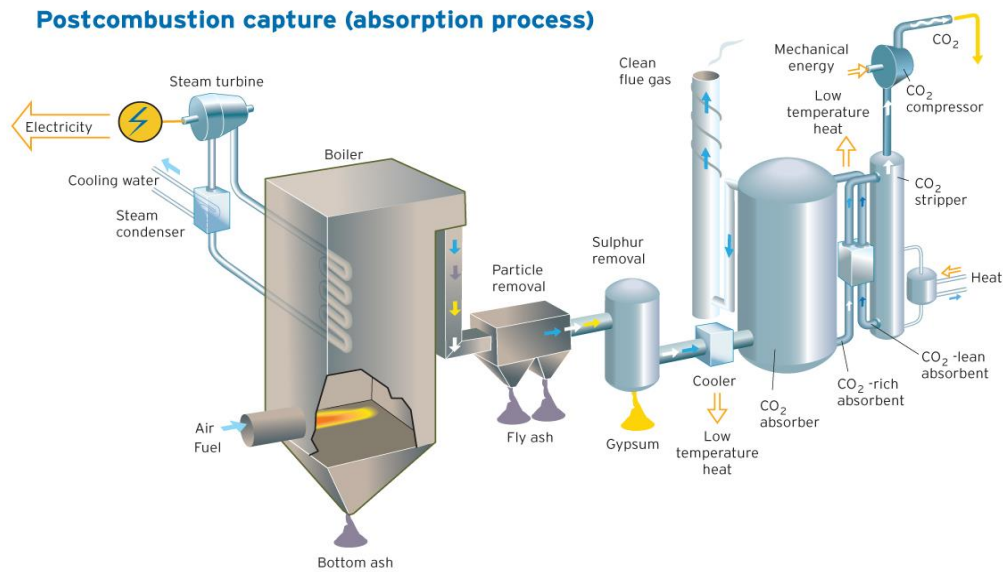 Postcombustion capture (absorption process)
Steam turbine
Electricity
Cooling water
Steam
condenser
Boiler
Air
Fuel
Bottom ash
Particle
removal
Fly ash
Sulphur
removal
Gypsum
Clean
flue gas
Cooler
Low
temperature
heat
CO₂
absorber
Mechanical
energy
Low
temperature
heat
CO₂
CO₂
compressor
CO₂
stripper
Heat
CO₂ -lean
absorbent
CO₂ -rich
absorbent